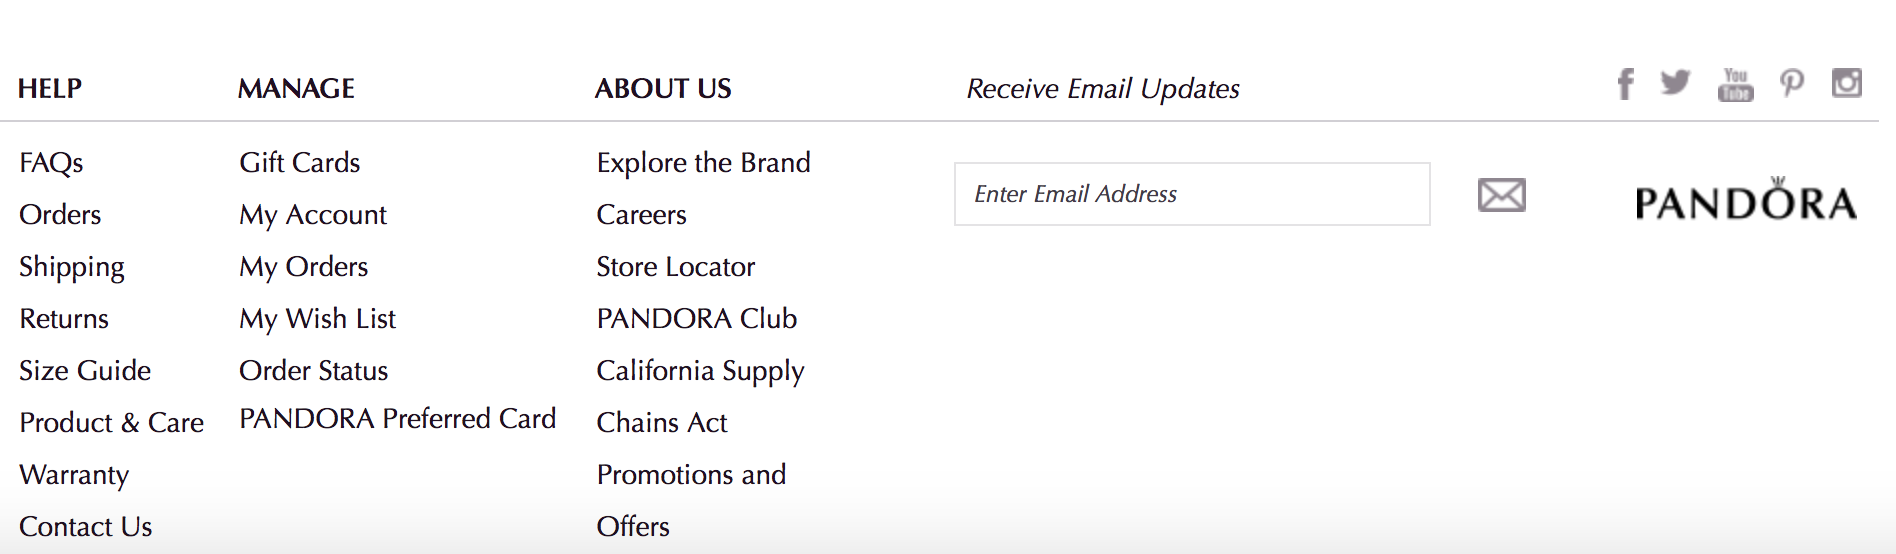 HELP
FAQs
Orders
Shipping
Returns
Size Guide
Product & Care
Warranty
Contact Us
MANAGE
Gift Cards
My Account
My Orders
My Wish List
Order Status
PANDORA Preferred Card
ABOUT US
Explore the Brand
Careers
Store Locator
PANDORA Club
California Supply
Chains Act
Promotions and
Offers
Receive Email Updates
Enter Email Address
You
Tube
PANDORA